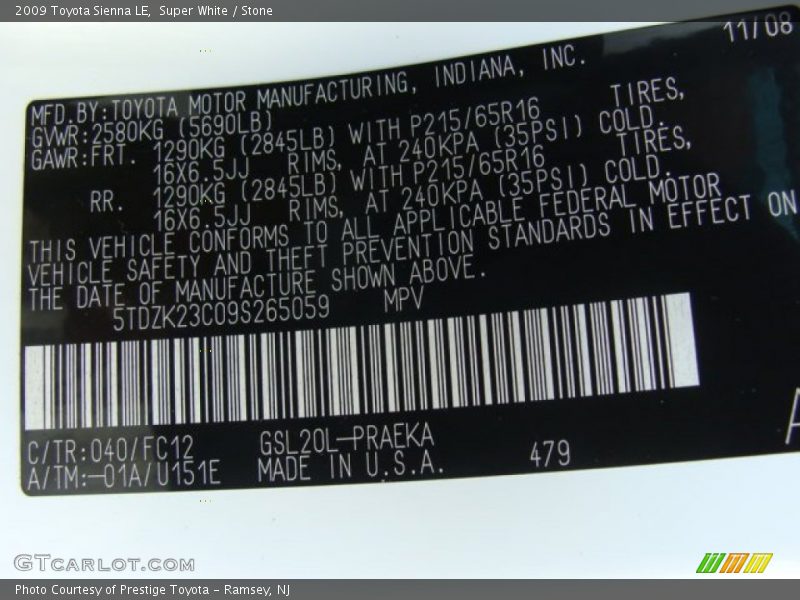 2009 Toyota Sienna LE,  Super White / Stone
11/08
MFD.BY:TOYOTA MOTOR MANUFACTURING, INDIANA, INC.
GVWR:2580KG (5690LB)
GAWR:FRT. 1290KG (2845LB) WITH P215/65R16 TIRES,
16X6.5JJ RIMS, AT 240KPA (35PSI) COLD.
RR. 1290KG (2845LB) WITH P215/65R16 TIRES,
16X6.5JJ RIMS, AT 240KPA (35PSI) COLD.
THIS VEHICLE CONFORMS TO ALL APPLICABLE FEDERAL MOTOR
VEHICLE SAFETY AND THEFT PREVENTION STANDARDS IN EFFECT ON
THE DATE OF MANUFACTURE SHOWN ABOVE.
5TDZK23C09S265059 MPV
C/TR:040/FC12 GSL20L-PRAEKA
A/TM:-01A/U151E MADE IN U.S.A. 479
A
GTCARLOT.COM
Photo Courtesy of Prestige Toyota - Ramsey, NJ